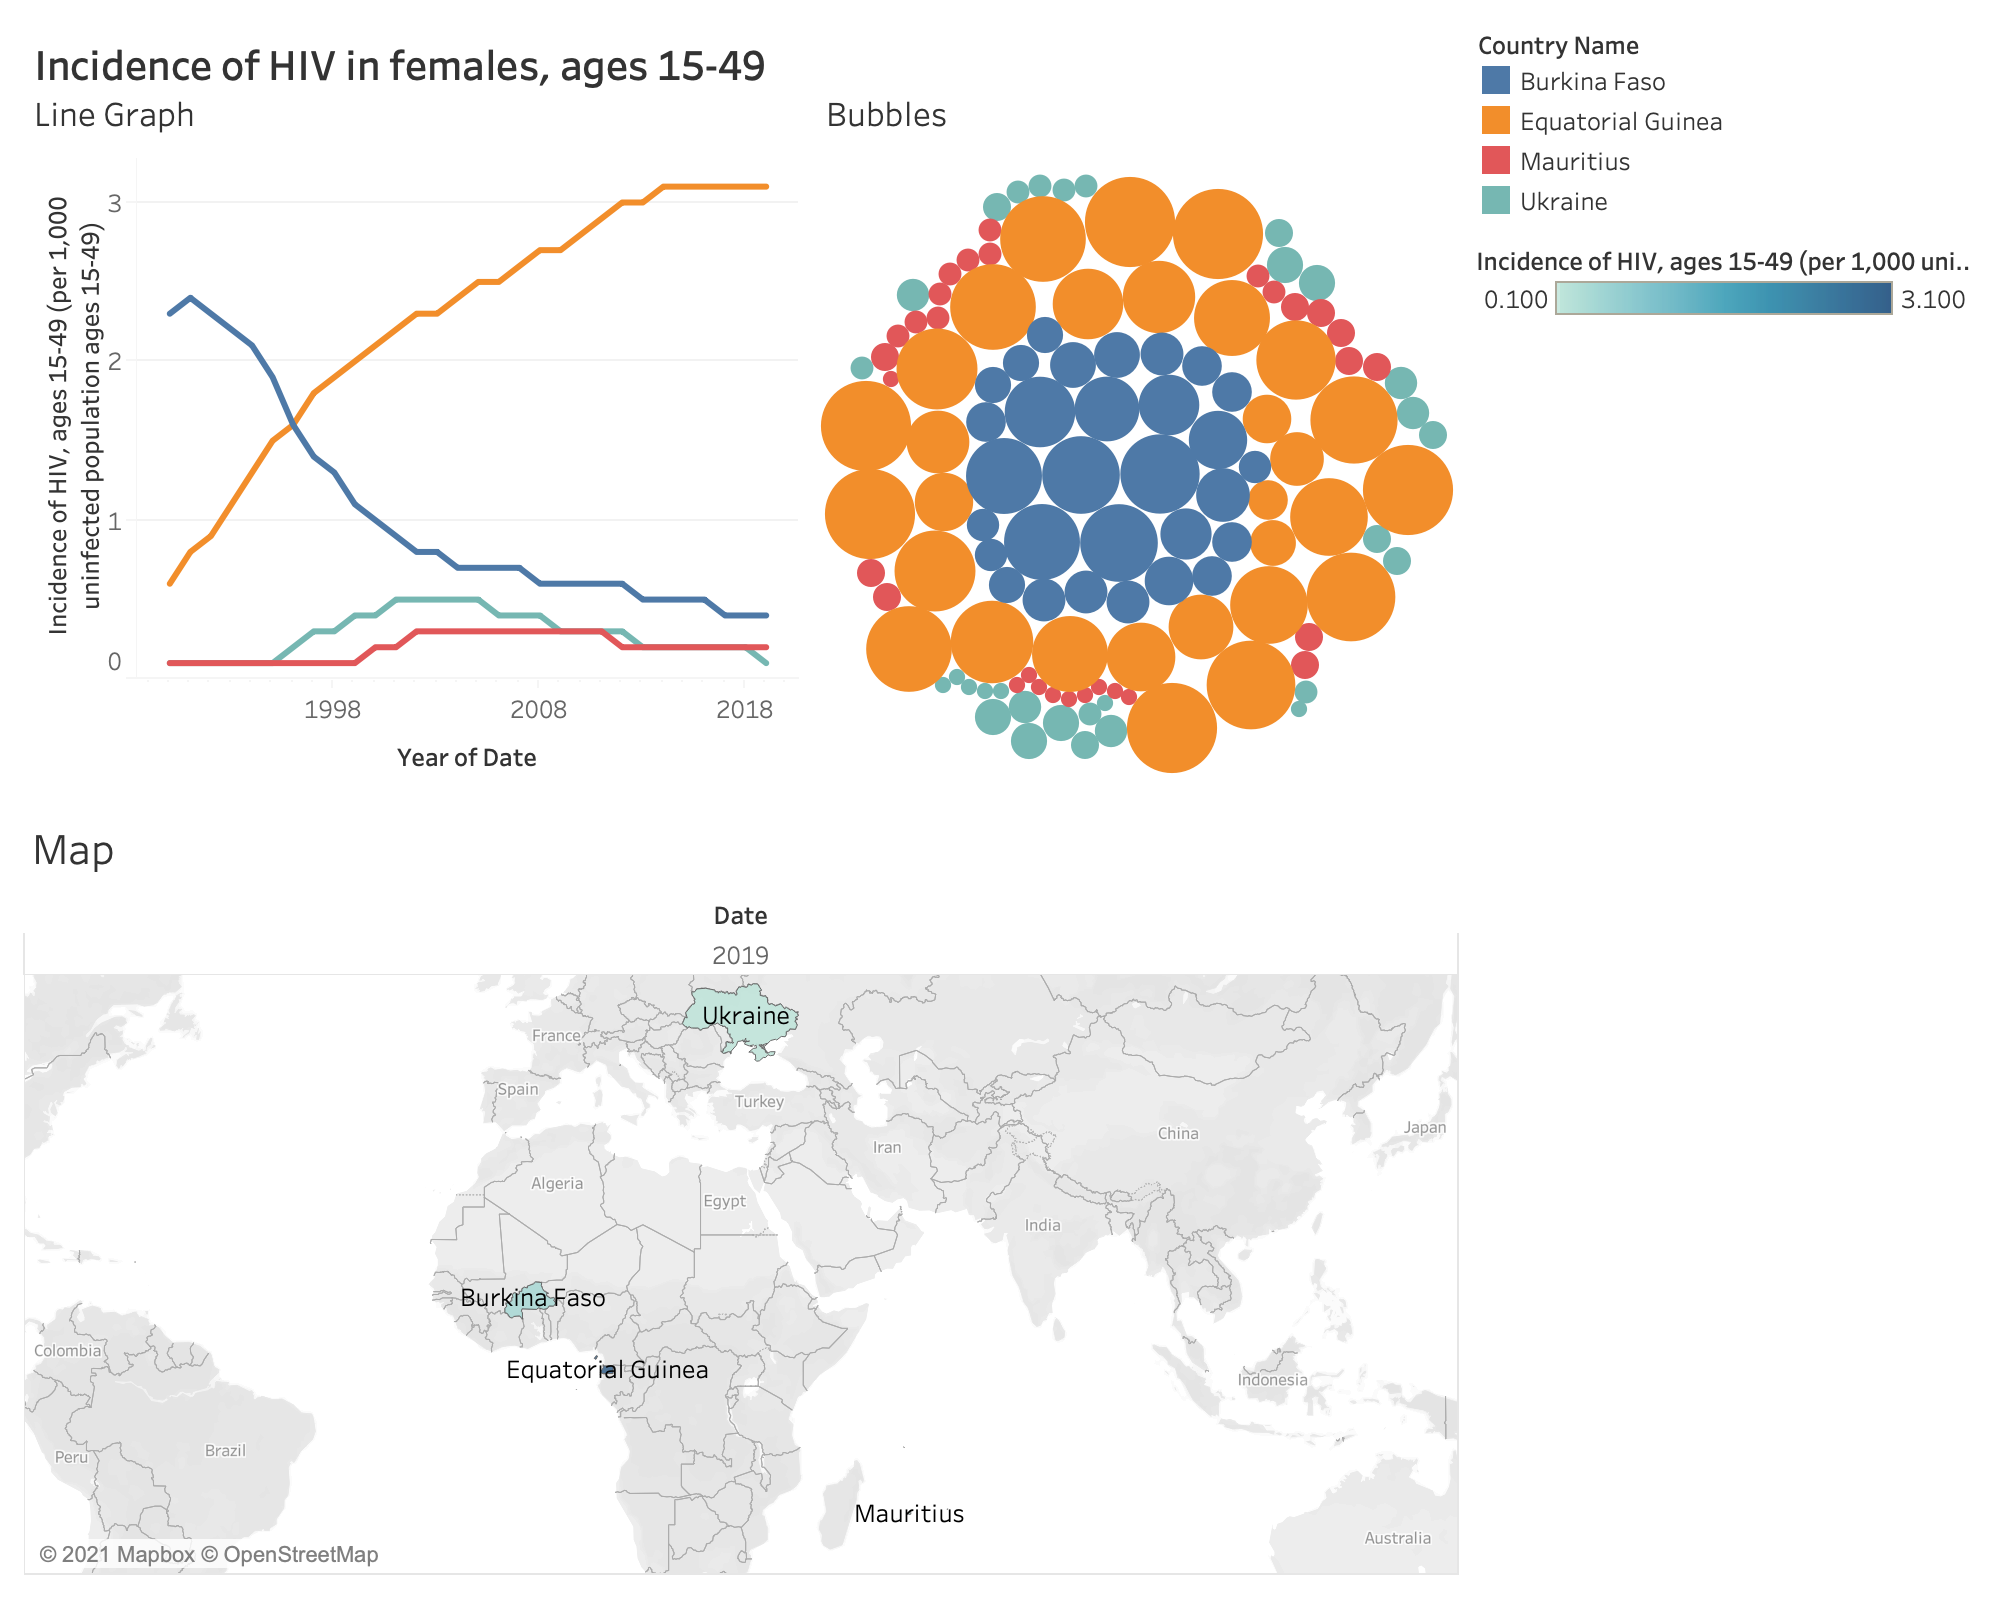 Incidence of HIV in females, ages 15-49
Line Graph
Incidence of HIV, ages 15-49 (per 1,000
uninfected population ages 15-49)
3
2
1
0
1998 2008 2018
Year of Date
Bubbles
Country Name
Burkina Faso
Equatorial Guinea
Mauritius
Ukraine
Incidence of HIV, ages 15-49 (per 1,000 uni..
0.100 3.100
Map
Date
2019
Ukraine
France
Spain
Turkey
Japan
China
Iran
Algeria
Egypt
India
Burkina Faso
Colombia
Equatorial Guinea
Indonesia
Brazil
Peru
Mauritius
Australia
© 2021 Mapbox © OpenStreetMap